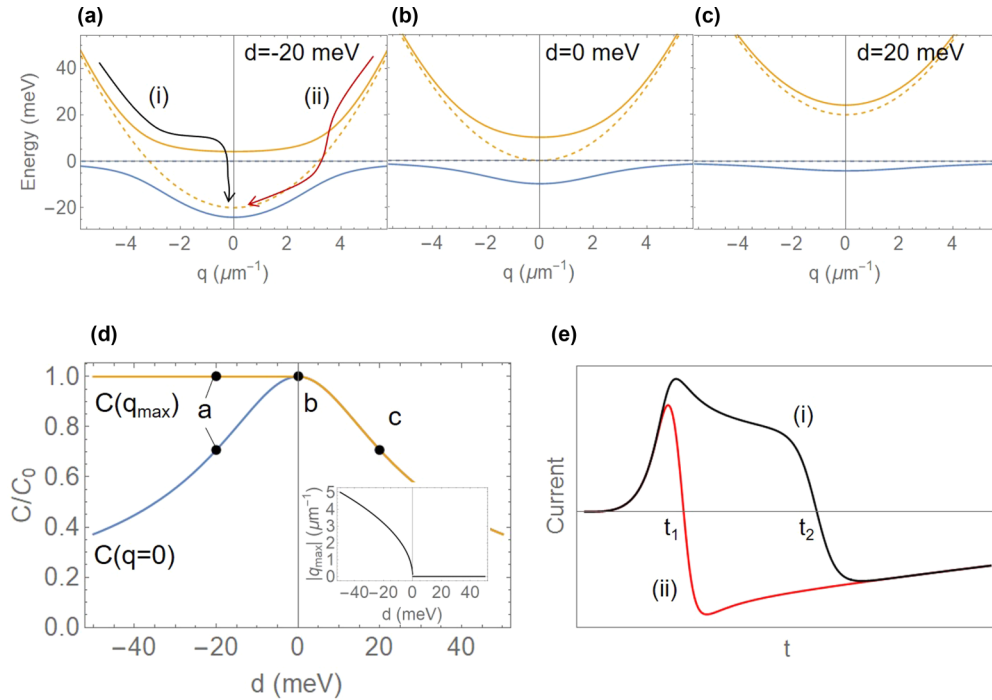 (a) (b) (c)
d=-20 meV d=0 meV d=20 meV
(i) (ii)
Energy (meV)
40
20
0
−20
−4 −2 0 2 4 −4 −2 0 2 4 −4 −2 0 2 4
q (μm⁻¹) q (μm⁻¹) q (μm⁻¹)
(d) (e)
C/C₀
1.0
0.8
0.6
0.4
0.2
0.0
C(qmax)
a b c
C(q=0)
|qmax| (μm⁻¹)
5
4
3
2
1
0
−40 −20 0 20 40
d (meV)
−40 −20 0 20 40
d (meV)
Current
(i)
t₁ t₂
(ii)
t